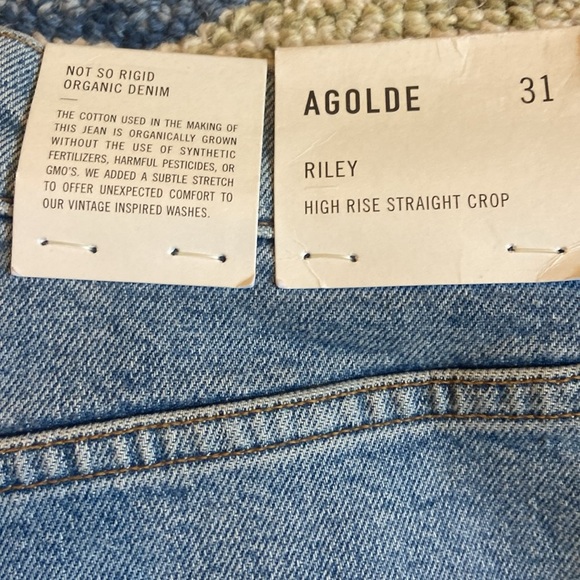 NOT SO RIGID
ORGANIC DENIM
THE COTTON USED IN THE MAKING OF
THIS JEAN IS ORGANICALLY GROWN
WITHOUT THE USE OF SYNTHETIC
FERTILIZERS, HARMFUL PESTICIDES, OR
GMO'S. WE ADDED A SUBTLE STRETCH
TO OFFER UNEXPECTED COMFORT TO
OUR VINTAGE INSPIRED WASHES.
AGOLDE 31
RILEY
HIGH RISE STRAIGHT CROP